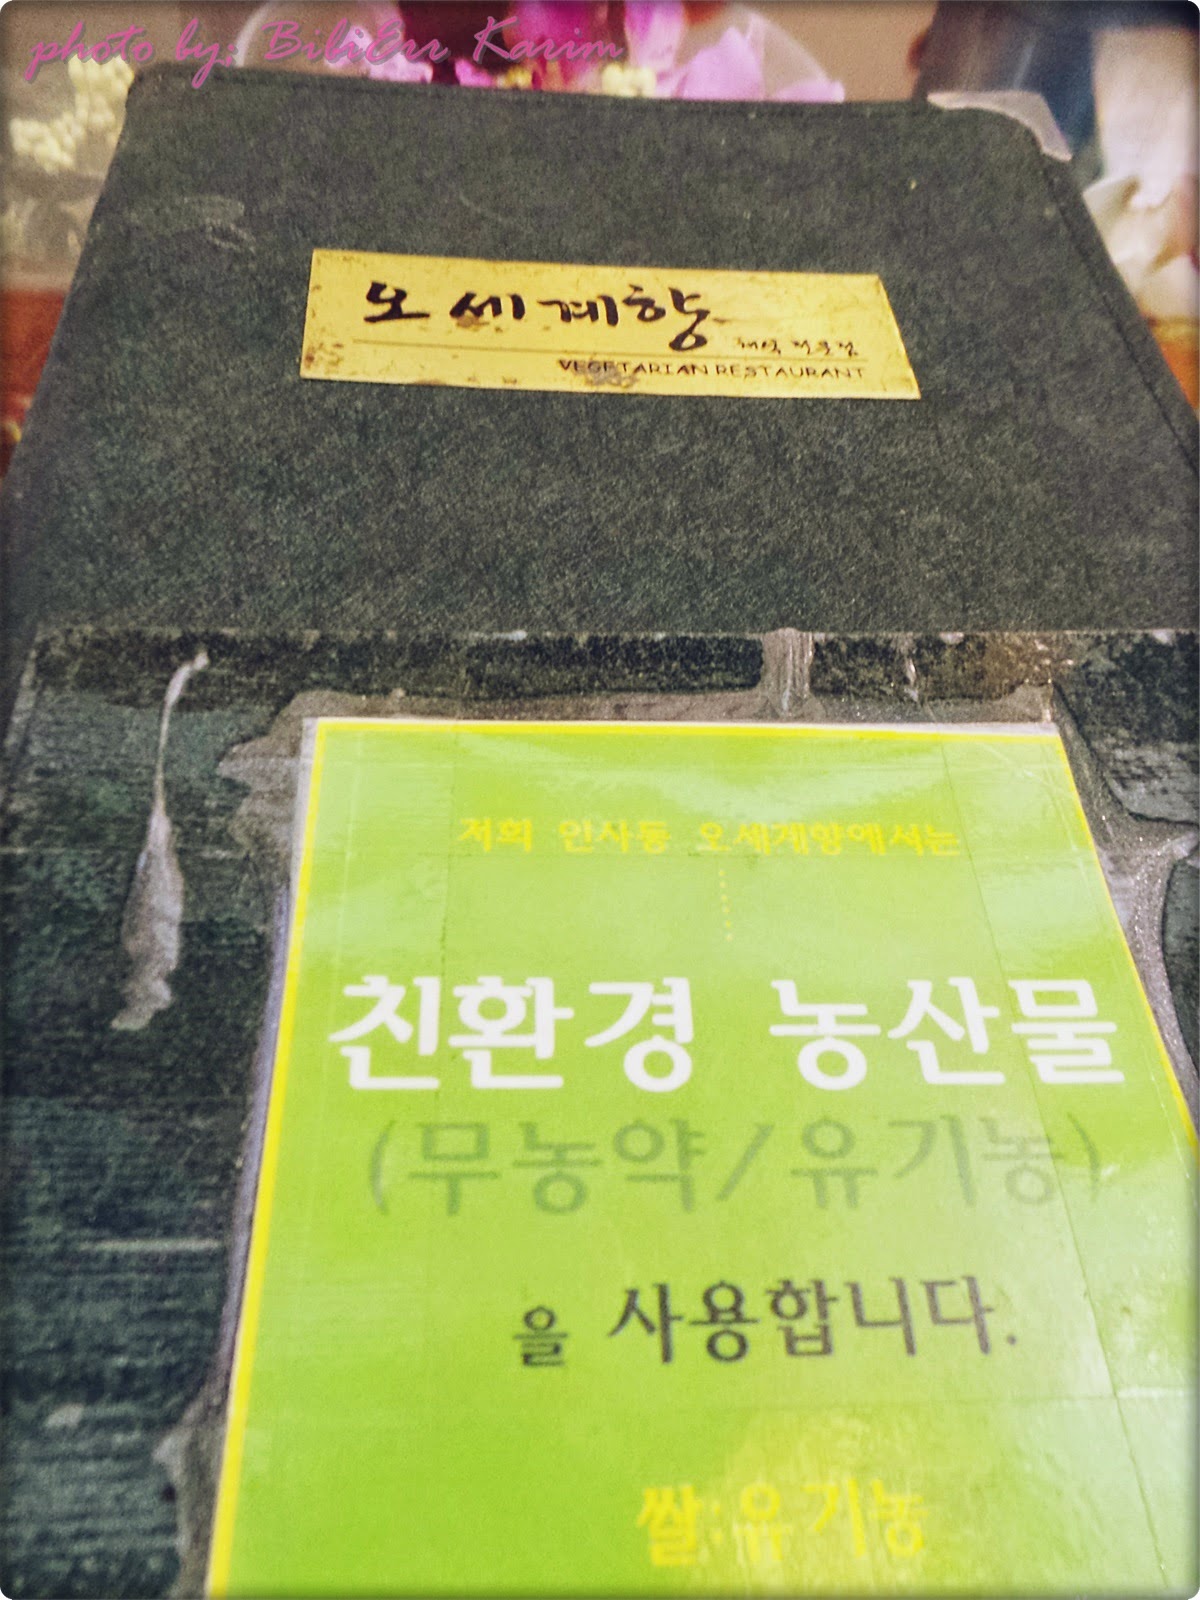 photo by: BiliErr Karim
오세계향
채식전문점
VEGETARIAN RESTAURANT
저희 인사동 오세계향에서는
친환경 농산물
(무농약/유기농)
을 사용합니다.
쌀:유기농